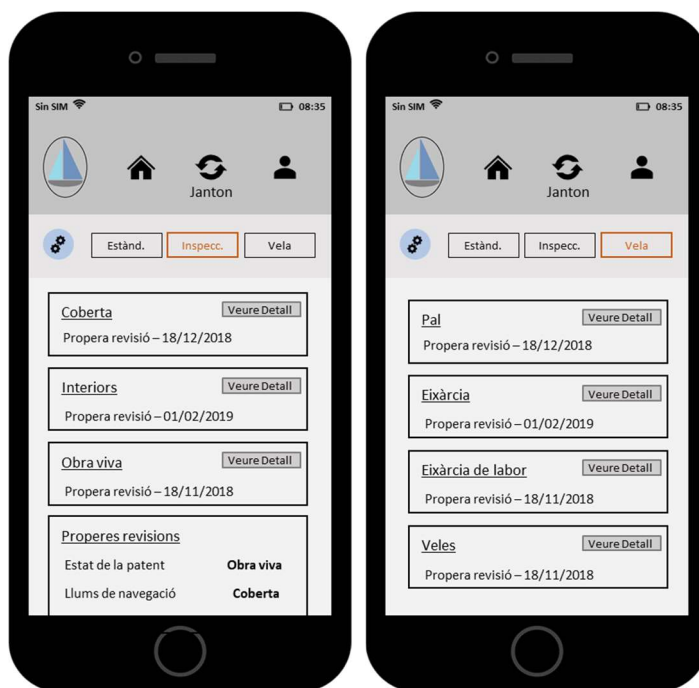 Sin SIM 08:35
Janton
Estànd. Inspecc. Vela
Coberta Veure Detall
Propera revisió – 18/12/2018
Interiors Veure Detall
Propera revisió – 01/02/2019
Obra viva Veure Detall
Propera revisió – 18/11/2018
Properes revisions
Estat de la patent Obra viva
Llums de navegació Coberta
Sin SIM 08:35
Janton
Estànd. Inspecc. Vela
Pal Veure Detall
Propera revisió – 18/12/2018
Eixàrcia Veure Detall
Propera revisió – 01/02/2019
Eixàrcia de labor Veure Detall
Propera revisió – 18/11/2018
Veles Veure Detall
Propera revisió – 18/11/2018